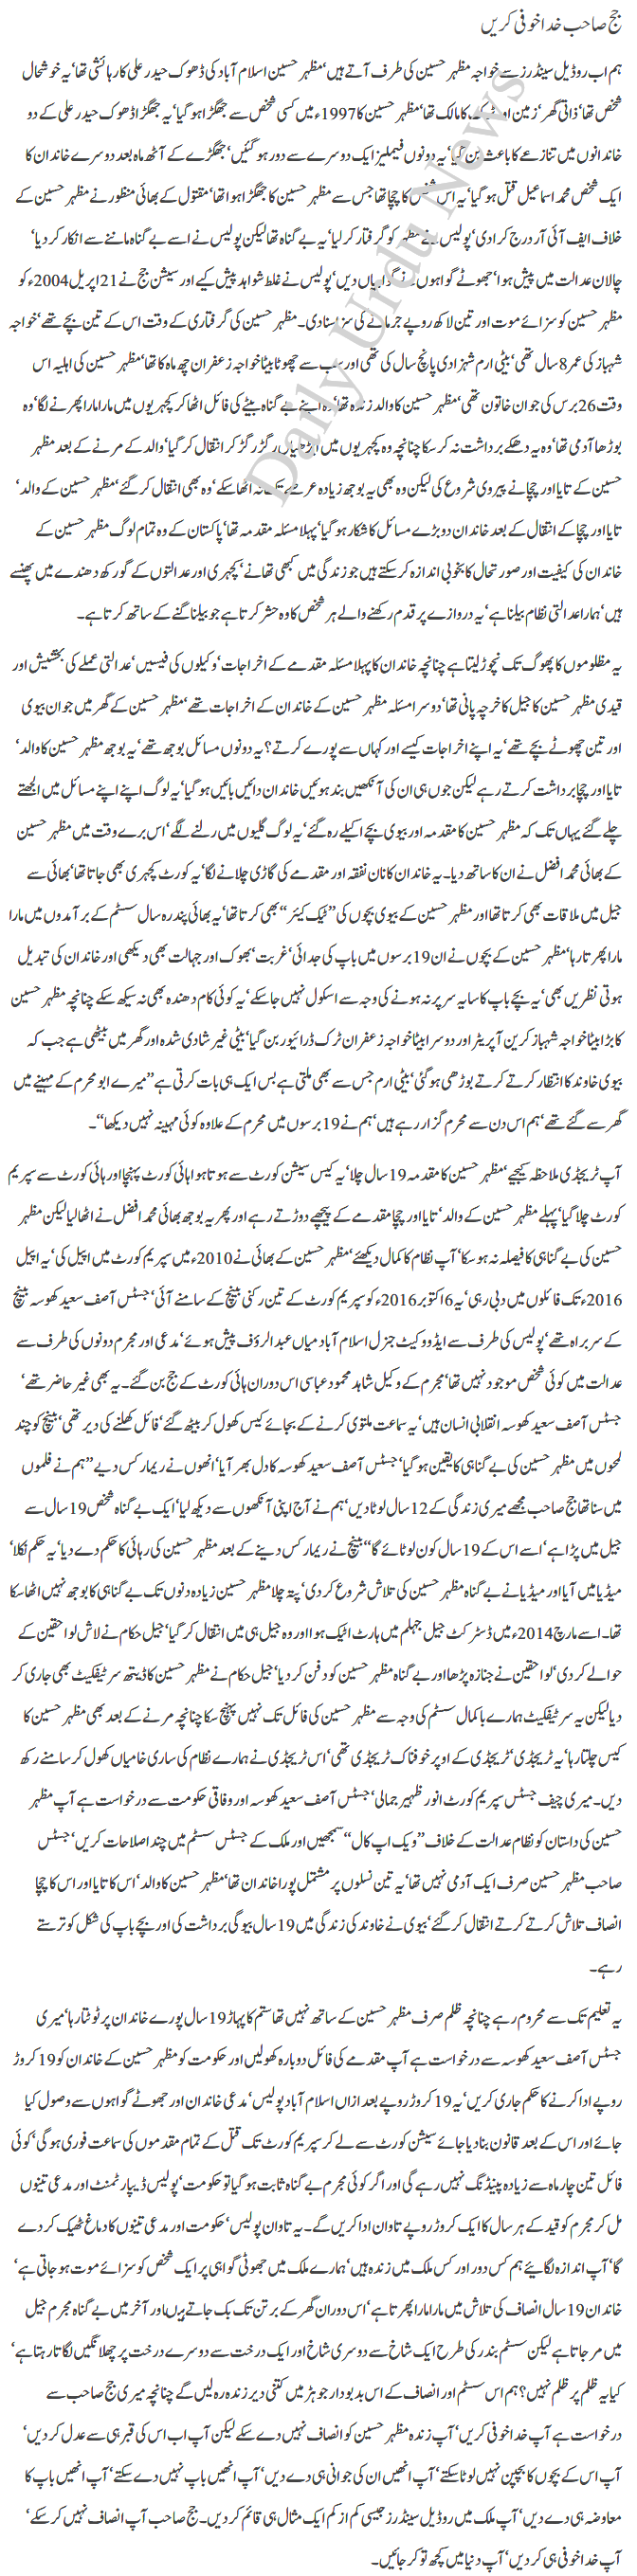 جج صاحب خدا خوفی کریں
ہم اب روڈیل سینڈرز سے خواجہ مظہر حسین کی طرف آتے ہیں‘ مظہر حسین اسلام آباد کی ڈھوک حیدر علی کا رہائشی تھا‘ یہ خوشحال
شخص تھا‘ ذاتی گھر‘ زمین اور ٹرک کا مالک تھا‘ مظہر حسین کا 1997ء میں کسی شخص سے جھگڑا ہو گیا‘ یہ جھگڑا ڈھوک حیدر علی کے دو
خاندانوں میں تنازعے کا باعث بن گیا‘ یہ دونوں فیملیز ایک دوسرے سے دور ہو گئیں‘ جھگڑے کے آٹھ ماہ بعد دوسرے خاندان کا
ایک شخص محمد اسماعیل قتل ہو گیا‘ یہ اس شخص کا چچا تھا جس سے مظہر حسین کا جھگڑا ہوا تھا‘ مقتول کے بھائی منظور نے مظہر حسین کے
خلاف ایف آئی آر درج کرا دی‘ پولیس نے مظہر کو گرفتار کر لیا‘ یہ بے گناہ تھا لیکن پولیس نے اسے بے گناہ ماننے سے انکار کر دیا‘
چالان عدالت میں پیش ہوا‘ جھوٹے گواہوں نے گواہیاں دیں‘ پولیس نے غلط شواہد پیش کیے اور سیشن جج نے 21 اپریل 2004ء کو
مظہر حسین کو سزائے موت اور تین لاکھ روپے جرمانے کی سزا سنا دی۔ مظہر حسین کی گرفتاری کے وقت اس کے تین بچے تھے‘ خواجہ
شہباز کی عمر 8 سال تھی‘ بیٹی ارم شہزادی پانچ سال کی تھی اور سب سے چھوٹا بیٹا خواجہ زعفران چھ ماہ کا تھا‘ مظہر حسین کی اہلیہ اس
وقت 26 برس کی جوان خاتون تھی‘ مظہر حسین کا والد زندہ تھا‘ وہ اپنے بے گناہ بیٹے کی فائل اٹھا کر کچہریوں میں مارا مارا پھرنے لگا‘ وہ
بوڑھا آدمی تھا‘ وہ یہ دھکے برداشت نہ کر سکا چنانچہ وہ کچہریوں میں ایڑھیاں رگڑ رگڑ کر انتقال کر گیا‘ والد کے مرنے کے بعد مظہر
حسین کے تایا اور چچا نے پیروی شروع کی لیکن وہ بھی یہ بوجھ زیادہ عرصے تک نہ اٹھا سکے‘ وہ بھی انتقال کر گئے‘ مظہر حسین کے والد‘
تایا اور چچا کے انتقال کے بعد خاندان دو بڑے مسائل کا شکار ہو گیا‘ پہلا مسئلہ مقدمہ تھا‘ پاکستان کے وہ تمام لوگ مظہر حسین کے
خاندان کی کیفیت اور صورتحال کا بخوبی اندازہ کر سکتے ہیں جو زندگی میں کبھی تھانے‘ کچہری اور عدالتوں کے گورکھ دھندے میں پھنسے
ہیں‘ ہمارا عدالتی نظام بیلنا ہے‘ یہ دروازے پر قدم رکھنے والے ہر شخص کا وہ حشر کرتا ہے جو بیلنا گنے کے ساتھ کرتا ہے۔
یہ مظلوموں کا پھوگ تک نچوڑ لیتا ہے چنانچہ خاندان کا پہلا مسئلہ مقدمے کے اخراجات‘ وکیلوں کی فیسیں‘ عدالتی عملے کی بخشیش اور
قیدی مظہر حسین کا جیل کا خرچہ پانی تھا‘ دوسرا مسئلہ مظہر حسین کے خاندان کے اخراجات تھے‘ مظہر حسین کے گھر میں جوان بیوی
اور تین چھوٹے بچے تھے‘ یہ اپنے اخراجات کیسے اور کہاں سے پورے کرتے؟ یہ دونوں مسائل بوجھ تھے‘ یہ بوجھ مظہر حسین کا والد‘
تایا اور چچا برداشت کرتے رہے لیکن جوں ہی ان کی آنکھیں بند ہوئیں خاندان دائیں بائیں ہو گیا‘ یہ لوگ اپنے اپنے مسائل میں الجھتے
چلے گئے یہاں تک کہ مظہر حسین کا مقدمہ اور بیوی بچے اکیلے رہ گئے‘ یہ لوگ گلیوں میں رلنے لگے‘ اس برے وقت میں مظہر حسین
کے بھائی محمد افضل نے ان کا ساتھ دیا۔ یہ خاندان کا نان نفقہ اور مقدمے کی گاڑی چلانے لگا‘ یہ کورٹ کچہری بھی جاتا تھا‘ بھائی سے
جیل میں ملاقات بھی کرتا تھا اور مظہر حسین کے بیوی بچوں کی ’’ٹیک کیئر‘‘ بھی کرتا تھا‘ یہ بھائی پندرہ سال سسٹم کے برآمدوں میں مارا
مارا پھرتا رہا‘ مظہر حسین کے بچوں نے ان 19 برسوں میں باپ کی جدائی‘ غربت‘ بھوک اور جہالت بھی دیکھی اور خاندان کی تبدیل
ہوتی نظریں بھی‘ یہ بچے باپ کا سایہ سر پر نہ ہونے کی وجہ سے اسکول نہیں جا سکے‘ یہ کوئی کام دھندہ بھی نہ سیکھ سکے چنانچہ مظہر حسین
کا بڑا بیٹا خواجہ شہباز کرین آپریٹر اور دوسرا بیٹا خواجہ زعفران ٹرک ڈرائیور بن گیا‘ بیٹی غیر شادی شدہ اور گھر میں بیٹھی ہے جب کہ
بیوی خاوند کا انتظار کرتے کرتے بوڑھی ہو گئی‘ بیٹی ارم جس سے بھی ملتی ہے بس ایک ہی بات کرتی ہے ’’میرے ابو محرم کے مہینے میں
گھر سے گئے تھے‘ ہم اس دن سے محرم گزار رہے ہیں‘ ہم نے 19 برسوں میں محرم کے علاوہ کوئی مہینہ نہیں دیکھا‘‘۔
آپ ٹریجڈی ملاحظہ کیجیے‘ مظہر حسین کا مقدمہ 19 سال چلا‘ یہ کیس سیشن کورٹ سے ہوتا ہوا ہائی کورٹ پہنچا اور ہائی کورٹ سے سپریم
کورٹ چلا گیا‘ پہلے مظہر حسین کے والد‘ تایا اور چچا مقدمے کے پیچھے دوڑتے رہے اور پھر یہ بوجھ بھائی محمد افضل نے اٹھا لیا لیکن مظہر
حسین کی بے گناہی کا فیصلہ نہ ہو سکا‘ آپ نظام کا کمال دیکھئے‘ مظہر حسین کے بھائی نے 2010ء میں سپریم کورٹ میں اپیل کی‘ یہ اپیل
2016ء تک فائلوں میں دبی رہی‘ یہ 6 اکتوبر 2016ء کو سپریم کورٹ کے تین رکنی بینچ کے سامنے آئی‘ جسٹس آصف سعید کھوسہ بینچ
کے سربراہ تھے‘ پولیس کی طرف سے ایڈووکیٹ جنرل اسلام آباد میاں عبدالرؤف پیش ہوئے‘ مدعی اور مجرم دونوں کی طرف سے
عدالت میں کوئی شخص موجود نہیں تھا‘ مجرم کے وکیل شاہد محمود عباسی اس دوران ہائی کورٹ کے جج بن گئے۔ یہ بھی غیر حاضر تھے‘
جسٹس آصف سعید کھوسہ انقلابی انسان ہیں‘ یہ سماعت ملتوی کرنے کے بجائے کیس کھول کر بیٹھ گئے‘ فائل کھلنے کی دیر تھی‘ بینچ کو چند
لمحوں میں مظہر حسین کی بے گناہی کا یقین ہو گیا‘ جسٹس آصف سعید کھوسہ کا دل بھر آیا‘ انھوں نے ریمارکس دیے ’’ہم نے فلموں
میں سنا تھا جج صاحب مجھے میری زندگی کے 12 سال لوٹا دیں‘ ہم نے آج اپنی آنکھوں سے دیکھ لیا‘ ایک بے گناہ شخص 19 سال سے
جیل میں پڑا ہے‘ اسے اس کے 19 سال کون لوٹائے گا‘‘ بینچ نے ریمارکس دینے کے بعد مظہر حسین کی رہائی کا حکم دے دیا‘ یہ حکم نکلا‘
میڈیا میں آیا اور میڈیا نے بے گناہ مظہر حسین کی تلاش شروع کر دی‘ پتہ چلا مظہر حسین زیادہ دنوں تک بے گناہی کا بوجھ نہیں اٹھا سکا
تھا۔ اسے مارچ 2014ء میں ڈسٹرکٹ جیل جہلم میں ہارٹ اٹیک ہوا اور وہ جیل ہی میں انتقال کر گیا‘ جیل حکام نے لاش لواحقین کے
حوالے کر دی‘ لواحقین نے جنازہ پڑھا اور بے گناہ مظہر حسین کو دفن کر دیا‘ جیل حکام نے مظہر حسین کا ڈیتھ سرٹیفکیٹ بھی جاری کر
دیا لیکن یہ سرٹیفکیٹ ہمارے باکمال سسٹم کی وجہ سے مظہر حسین کی فائل تک نہیں پہنچ سکا چنانچہ مرنے کے بعد بھی مظہر حسین کا
کیس چلتا رہا‘ یہ ٹریجڈی‘ ٹریجڈی کے اوپر خوفناک ٹریجڈی تھی‘ اس ٹریجڈی نے ہمارے نظام کی ساری خامیاں کھول کر سامنے رکھ
دیں۔ میری چیف جسٹس سپریم کورٹ انور ظہیر جمالی‘ جسٹس آصف سعید کھوسہ اور وفاقی حکومت سے درخواست ہے آپ مظہر
حسین کی داستان کو نظام عدالت کے خلاف ’’ویک اپ کال‘‘ سمجھیں اور ملک کے جسٹس سسٹم میں چند اصلاحات کریں‘ جسٹس
صاحب مظہر حسین صرف ایک آدمی نہیں تھا‘ یہ تین نسلوں پر مشتمل پورا خاندان تھا‘ مظہر حسین کا والد‘ اس کا تایا اور اس کا چچا
انصاف تلاش کرتے کرتے انتقال کر گئے‘ بیوی نے خاوند کی زندگی میں 19 سال بیوگی برداشت کی اور بچے باپ کی شکل کو ترستے
رہے۔
یہ تعلیم تک سے محروم رہے چنانچہ ظلم صرف مظہر حسین کے ساتھ نہیں تھا ستم کا پہاڑ 19 سال پورے خاندان پر ٹوٹتا رہا‘ میری
جسٹس آصف سعید کھوسہ سے درخواست ہے آپ مقدمے کی فائل دوبارہ کھولیں اور حکومت کو مظہر حسین کے خاندان کو 19 کروڑ
روپے ادا کرنے کا حکم جاری کریں‘ یہ 19 کروڑ روپے بعد ازاں اسلام آباد پولیس‘ مدعی خاندان اور جھوٹے گواہوں سے وصول کیا
جائے اور اس کے بعد قانون بنا دیا جائے سیشن کورٹ سے لے کر سپریم کورٹ تک قتل کے تمام مقدموں کی سماعت فوری ہو گی‘ کوئی
فائل تین چار ماہ سے زیادہ پینڈنگ نہیں رہے گی اور اگر کوئی مجرم بے گناہ ثابت ہو گیا تو حکومت‘ پولیس ڈیپارٹمنٹ اور مدعی تینوں
مل کر مجرم کو قید کے ہر سال کا ایک کروڑ روپے تاوان ادا کریں گے۔ یہ تاوان پولیس‘ حکومت اور مدعی تینوں کا دماغ ٹھیک کر دے
گا‘ آپ اندازہ لگائیے ہم کس دور اور کس ملک میں زندہ ہیں‘ ہمارے ملک میں جھوٹی گواہی پر ایک شخص کو سزائے موت ہو جاتی ہے‘
خاندان 19 سال انصاف کی تلاش میں مارا مارا پھرتا ہے‘ اس دوران گھر کے برتن تک بک جاتے ہیں اور آخر میں بے گناہ مجرم جیل
میں مر جاتا ہے لیکن سسٹم بندر کی طرح ایک شاخ سے دوسری شاخ اور ایک درخت سے دوسرے درخت پر چھلانگیں لگاتا رہتا ہے‘
کیا یہ ظلم پر ظلم نہیں؟ ہم اس سسٹم اور انصاف کے اس بدبودار جوہڑ میں کتنی دیر زندہ رہ لیں گے چنانچہ میری جج صاحب سے
درخواست ہے آپ خدا خوفی کریں‘ آپ زندہ مظہر حسین کو انصاف نہیں دے سکے لیکن آپ اب اس کی قبر ہی سے عدل کر دیں‘
آپ اس کے بچوں کا بچپن نہیں لوٹا سکتے‘ آپ انھیں ان کی جوانی ہی دے دیں‘ آپ انھیں باپ نہیں دے سکتے‘ آپ انھیں باپ کا
معاوضہ ہی دے دیں‘ آپ ملک میں روڈیل سینڈرز جیسی کم از کم ایک مثال ہی قائم کر دیں۔ جج صاحب آپ انصاف نہیں کر سکے‘
آپ خدا خوفی ہی کر دیں‘ آپ دنیا میں کچھ تو کر جائیں۔
Daily Urdu News